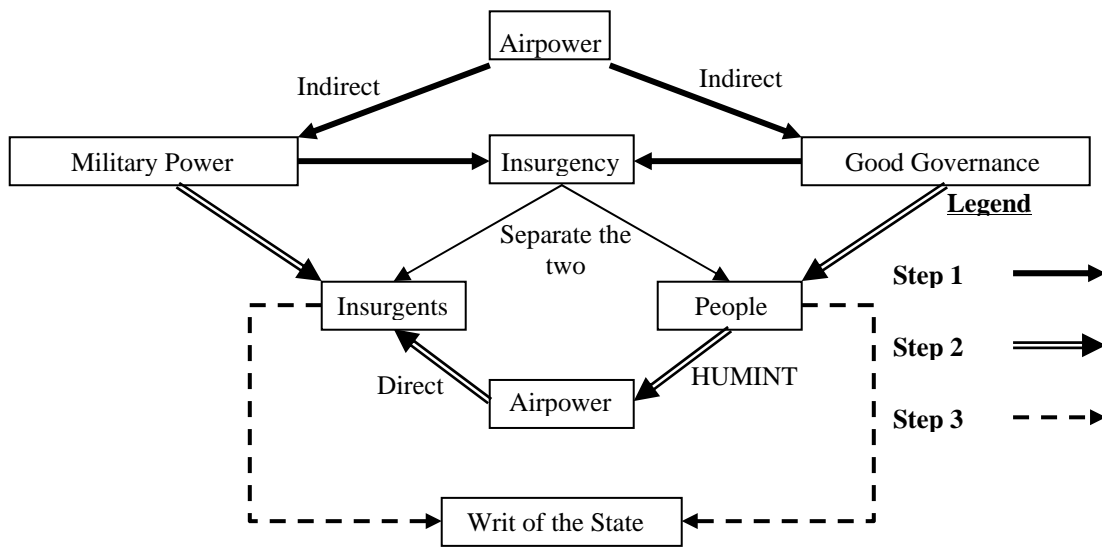 Airpower
Indirect
Indirect
Military Power
Insurgency
Good Governance
Legend
Separate the
two
Step 1
Insurgents
People
Step 2
Direct
HUMINT
Airpower
Step 3
Writ of the State